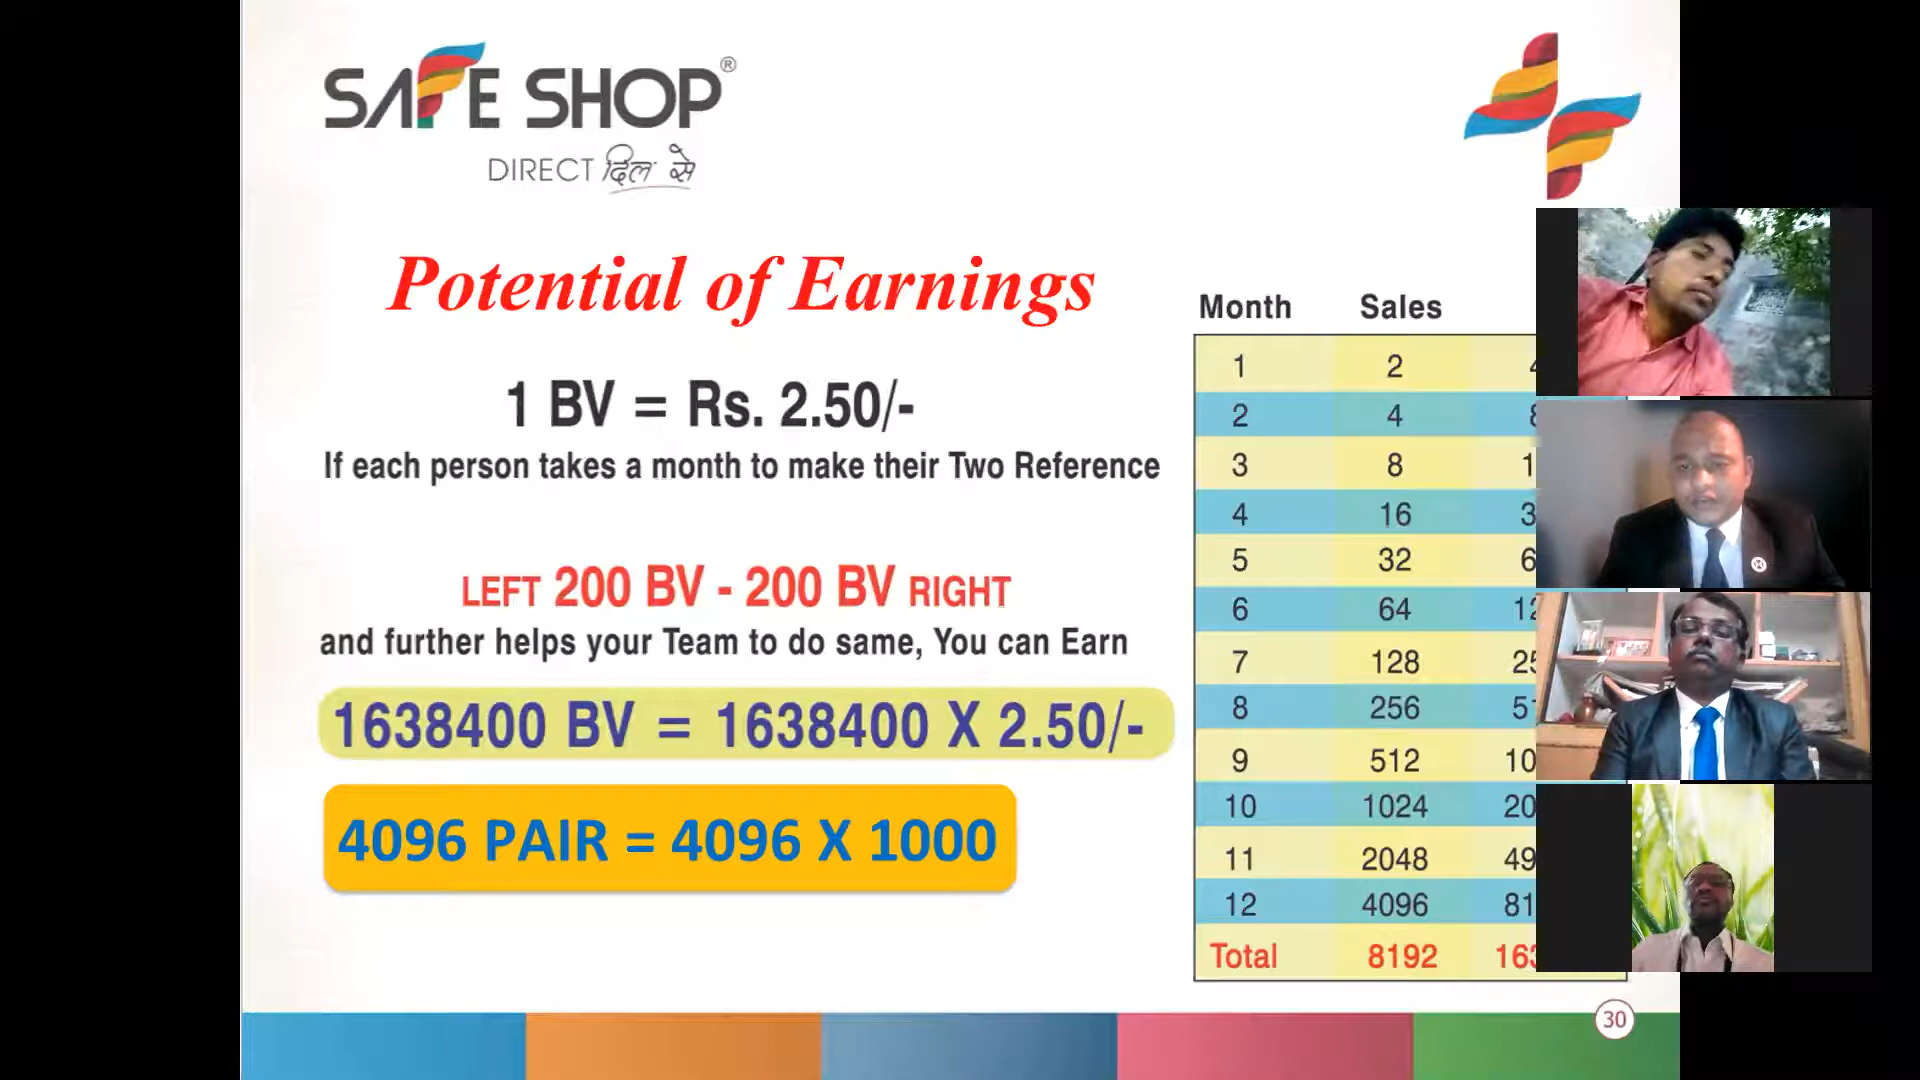 SAFE SHOP®
DIRECT दिल से
Potential of Earnings
1 BV = Rs. 2.50/-
If each person takes a month to make their Two Reference
LEFT 200 BV - 200 BV RIGHT
and further helps your Team to do same, You can Earn
1638400 BV = 1638400 X 2.50/-
4096 PAIR = 4096 X 1000
Month Sales
1 2
2 4
3 8
4 16
5 32
6 64
7 128
8 256
9 512
10 1024
11 2048
12 4096
Total 8192
30